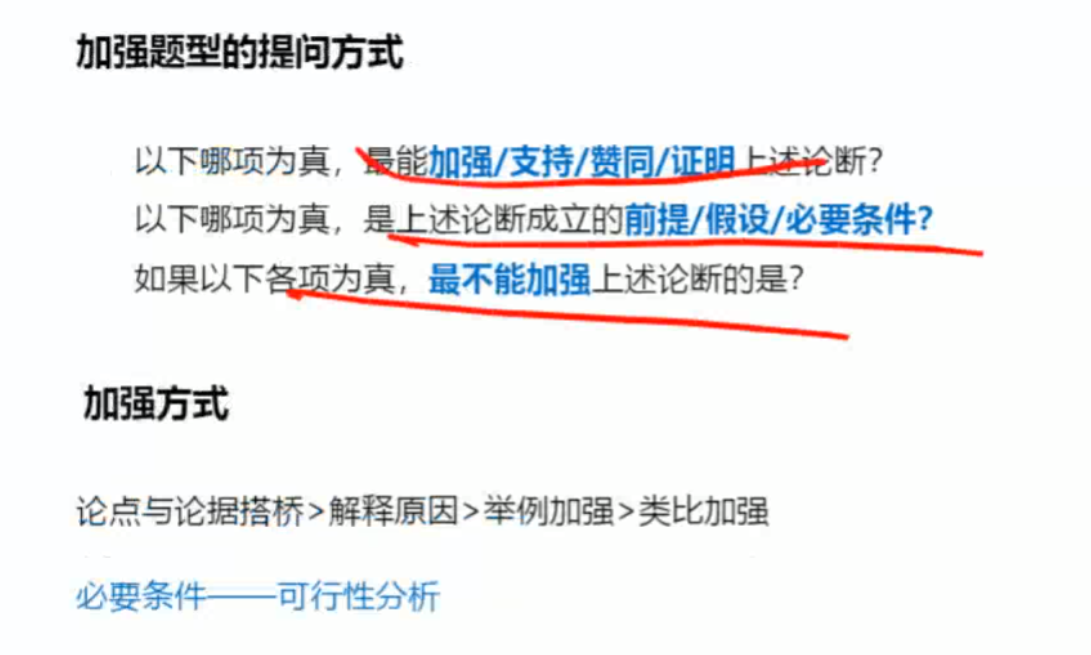 加强题型的提问方式
以下哪项为真，最能加强/支持/赞同/证明上述论断？
以下哪项为真，是上述论断成立的前提/假设/必要条件？
如果以下各项为真，最不能加强上述论断的是？
加强方式
论点与论据搭桥>解释原因>举例加强>类比加强
必要条件——可行性分析